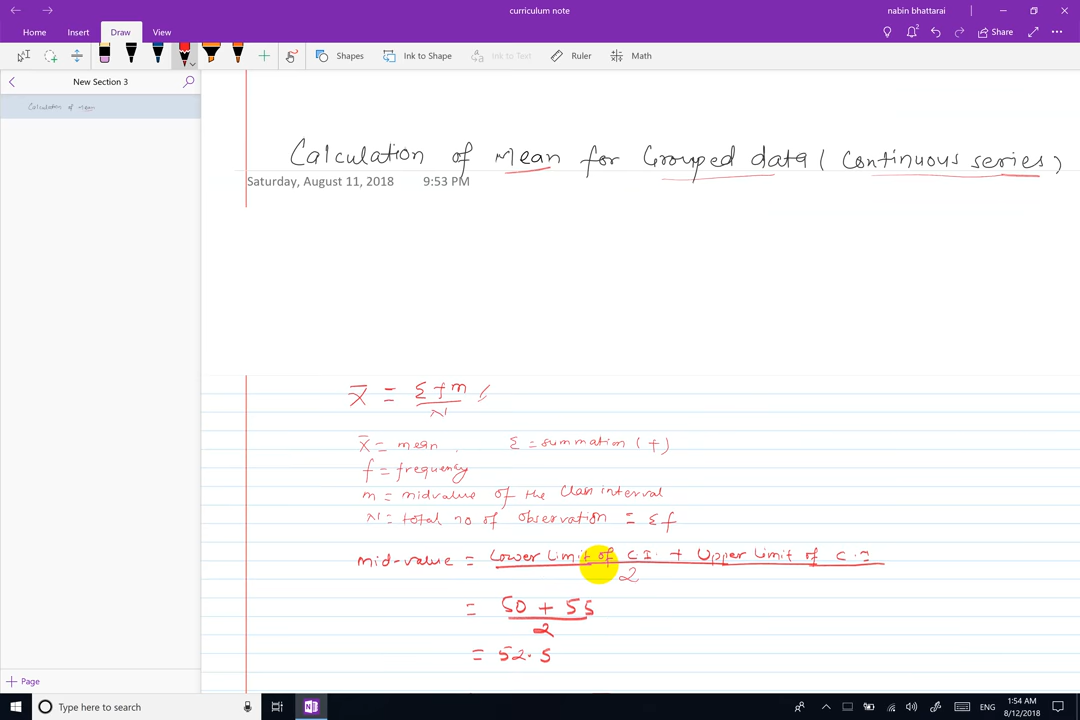 curriculum note
nabin bhattarai
Home Insert Draw View
Share
Shapes Ink to Shape Ink to Text Ruler Math
New Section 3
Calculation of Mean
Calculation of Mean for Grouped data (Continuous series)
Saturday, August 11, 2018 9:53 PM
x̄ = Σfm/N
x̄ = mean. Σ = summation (+)
f = frequency
m = midvalue of the Class interval
N = total no of observation = Σf
mid-value = Lower Limit of C.I. + Upper Limit of C.I
2
= 50 + 55
2
= 52.5
+ Page
Type here to search
ENG
1:54 AM
8/12/2018